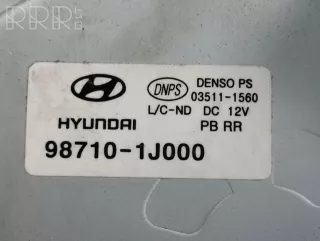 RRR
DNPS
DENSO PS
03511-1560
L/C-ND DC 12V
HYUNDAI
PB RR
98710-1J000